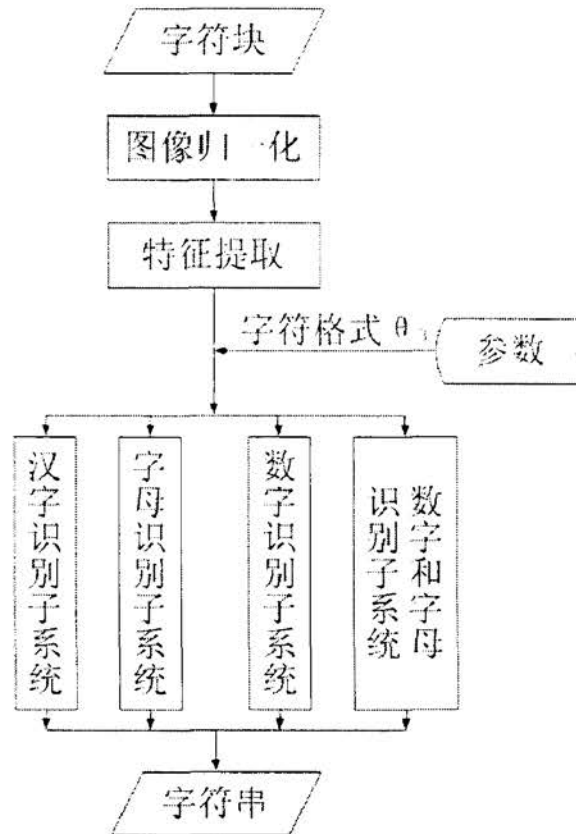 字符块
图像归一化
特征提取
字符格式 θ
参数
汉字识别子系统
字母识别子系统
数字识别子系统
数字和字母
识别子系统
字符串